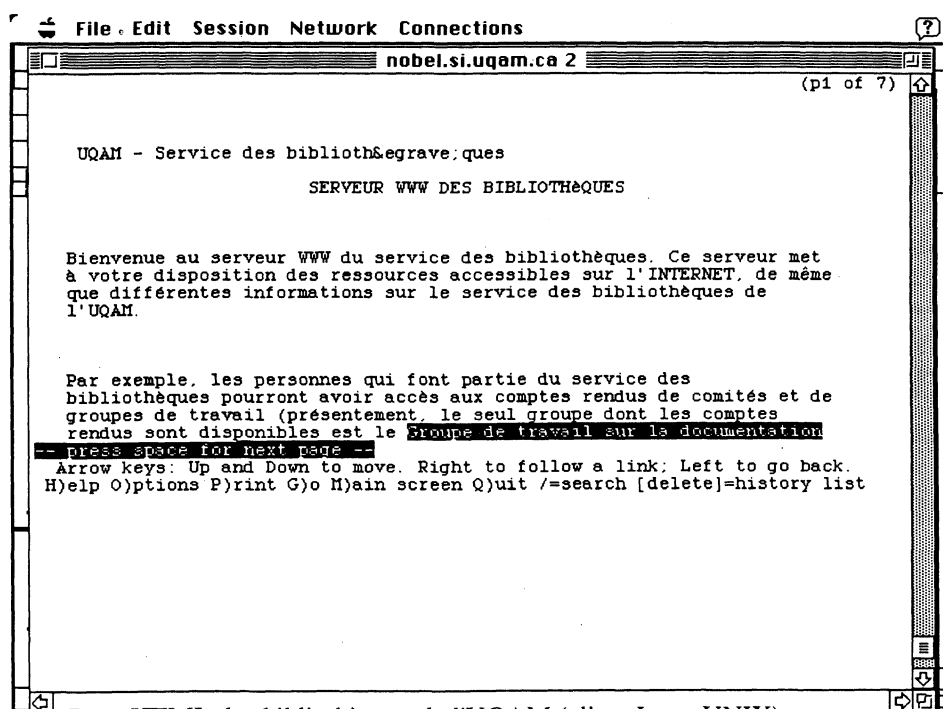 File Edit Session Network Connections
nobel.si.uqam.ca 2
(p1 of 7)
UQAM - Service des biblioth&egrave;ques
SERVEUR WWW DES BIBLIOTHèQUES
Bienvenue au serveur WWW du service des bibliothèques. Ce serveur met
à votre disposition des ressources accessibles sur l'INTERNET, de même
que différentes informations sur le service des bibliothèques de
l'UQAM.
Par exemple, les personnes qui font partie du service des
bibliothèques pourront avoir accès aux comptes rendus de comités et de
groupes de travail (présentement, le seul groupe dont les comptes
rendus sont disponibles est le Groupe de travail sur la documentation
-- press space for next page --
Arrow keys: Up and Down to move. Right to follow a link; Left to go back.
H)elp O)ptions P)rint G)o M)ain screen Q)uit /=search [delete]=history list